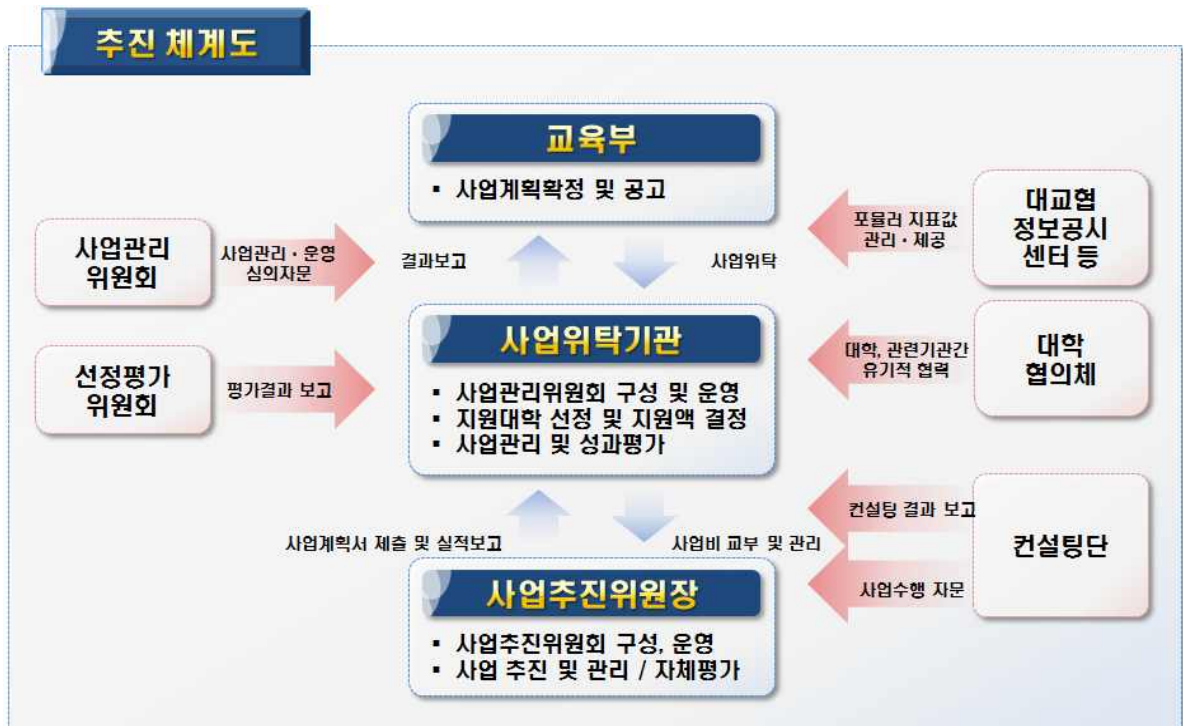 추진 체계도
교육부
▪ 사업계획확정 및 공고
사업관리
위원회
사업관리·운영
심의자문
결과보고
사업위탁
포뮬러 지표값
관리·제공
대교협
정보공시
센터 등
선정평가
위원회
평가결과 보고
사업위탁기관
▪ 사업관리위원회 구성 및 운영
▪ 지원대학 선정 및 지원액 결정
▪ 사업관리 및 성과평가
대학, 관련기관간
유기적 협력
대학
협의체
사업계획서 제출 및 실적보고
사업비 교부 및 관리
컨설팅 결과 보고
사업수행 자문
컨설팅단
사업추진위원장
▪ 사업추진위원회 구성, 운영
▪ 사업 추진 및 관리 / 자체평가